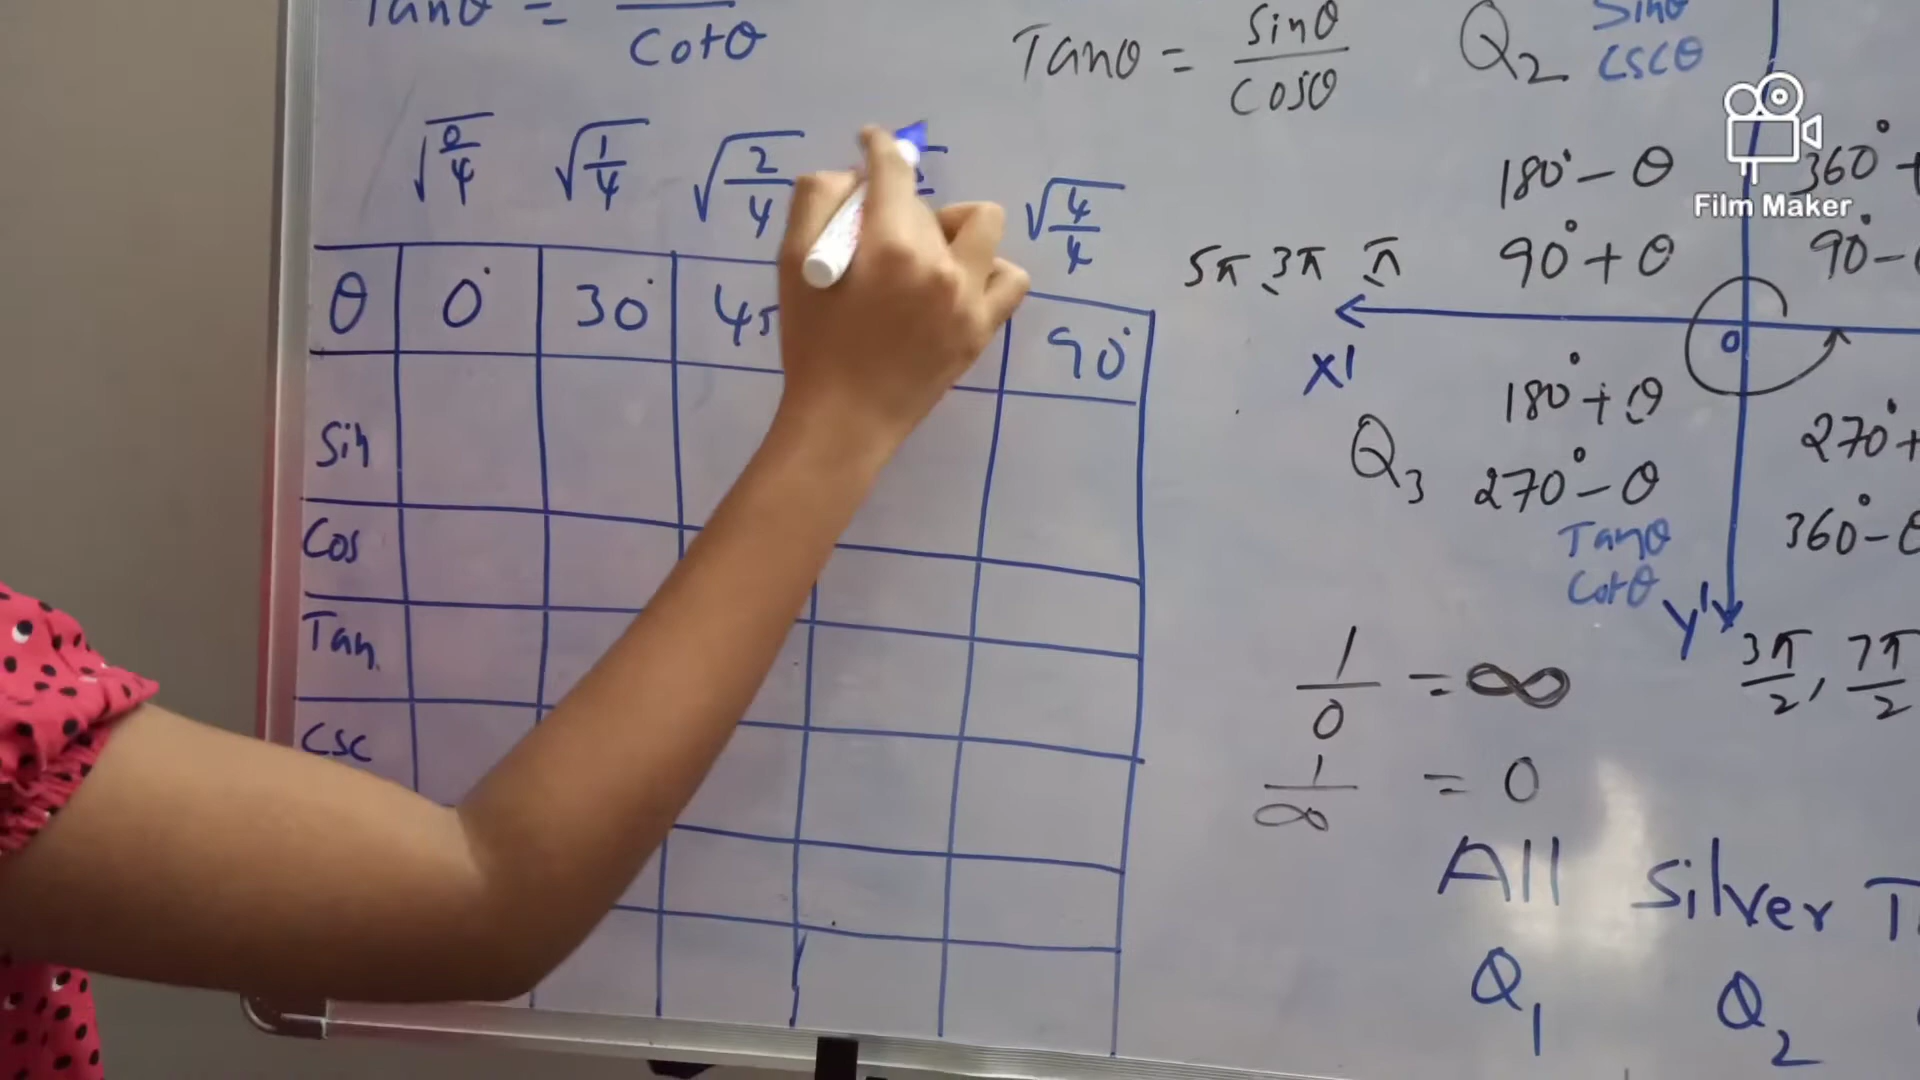 Tanθ = / Cotθ
Tanθ = Sinθ / Cosθ
Q2 Sinθ
Cscθ
√0/4 √1/4 √2/4 √4/4
θ 0° 30° 45 90°
Sin
Cos
Tan
Csc
180° - θ 360° +
90° + θ 90° -
5π, 3π, π
X' 0
180° + θ 270° +
Q3 270° - θ 360° - θ
Tanθ
Cotθ
Y'
3π/2, 7π/2
1/0 = ∞
1/∞ = 0
All Silver T
Q1 Q2
Film Maker